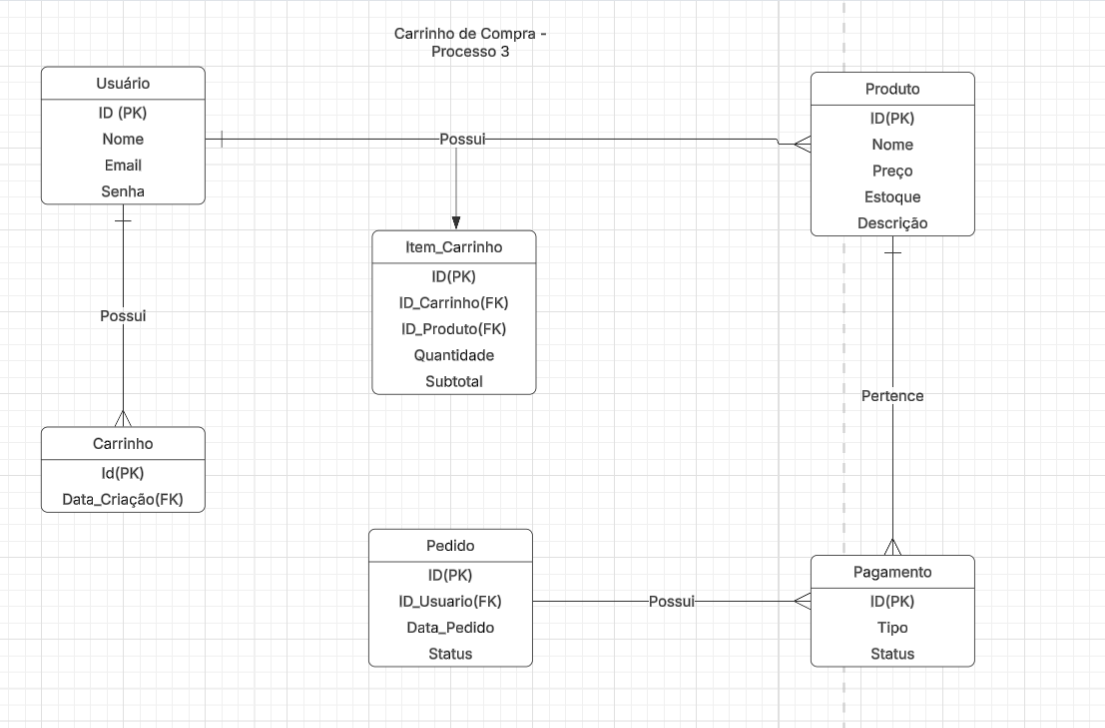 Carrinho de Compra -
Processo 3
Usuário
ID (PK)
Nome
Email
Senha
Possui
Produto
ID(PK)
Nome
Preço
Estoque
Descrição
Item_Carrinho
ID(PK)
ID_Carrinho(FK)
ID_Produto(FK)
Quantidade
Subtotal
Possui
Pertence
Carrinho
Id(PK)
Data_Criação(FK)
Pedido
ID(PK)
ID_Usuario(FK)
Data_Pedido
Status
Possui
Pagamento
ID(PK)
Tipo
Status